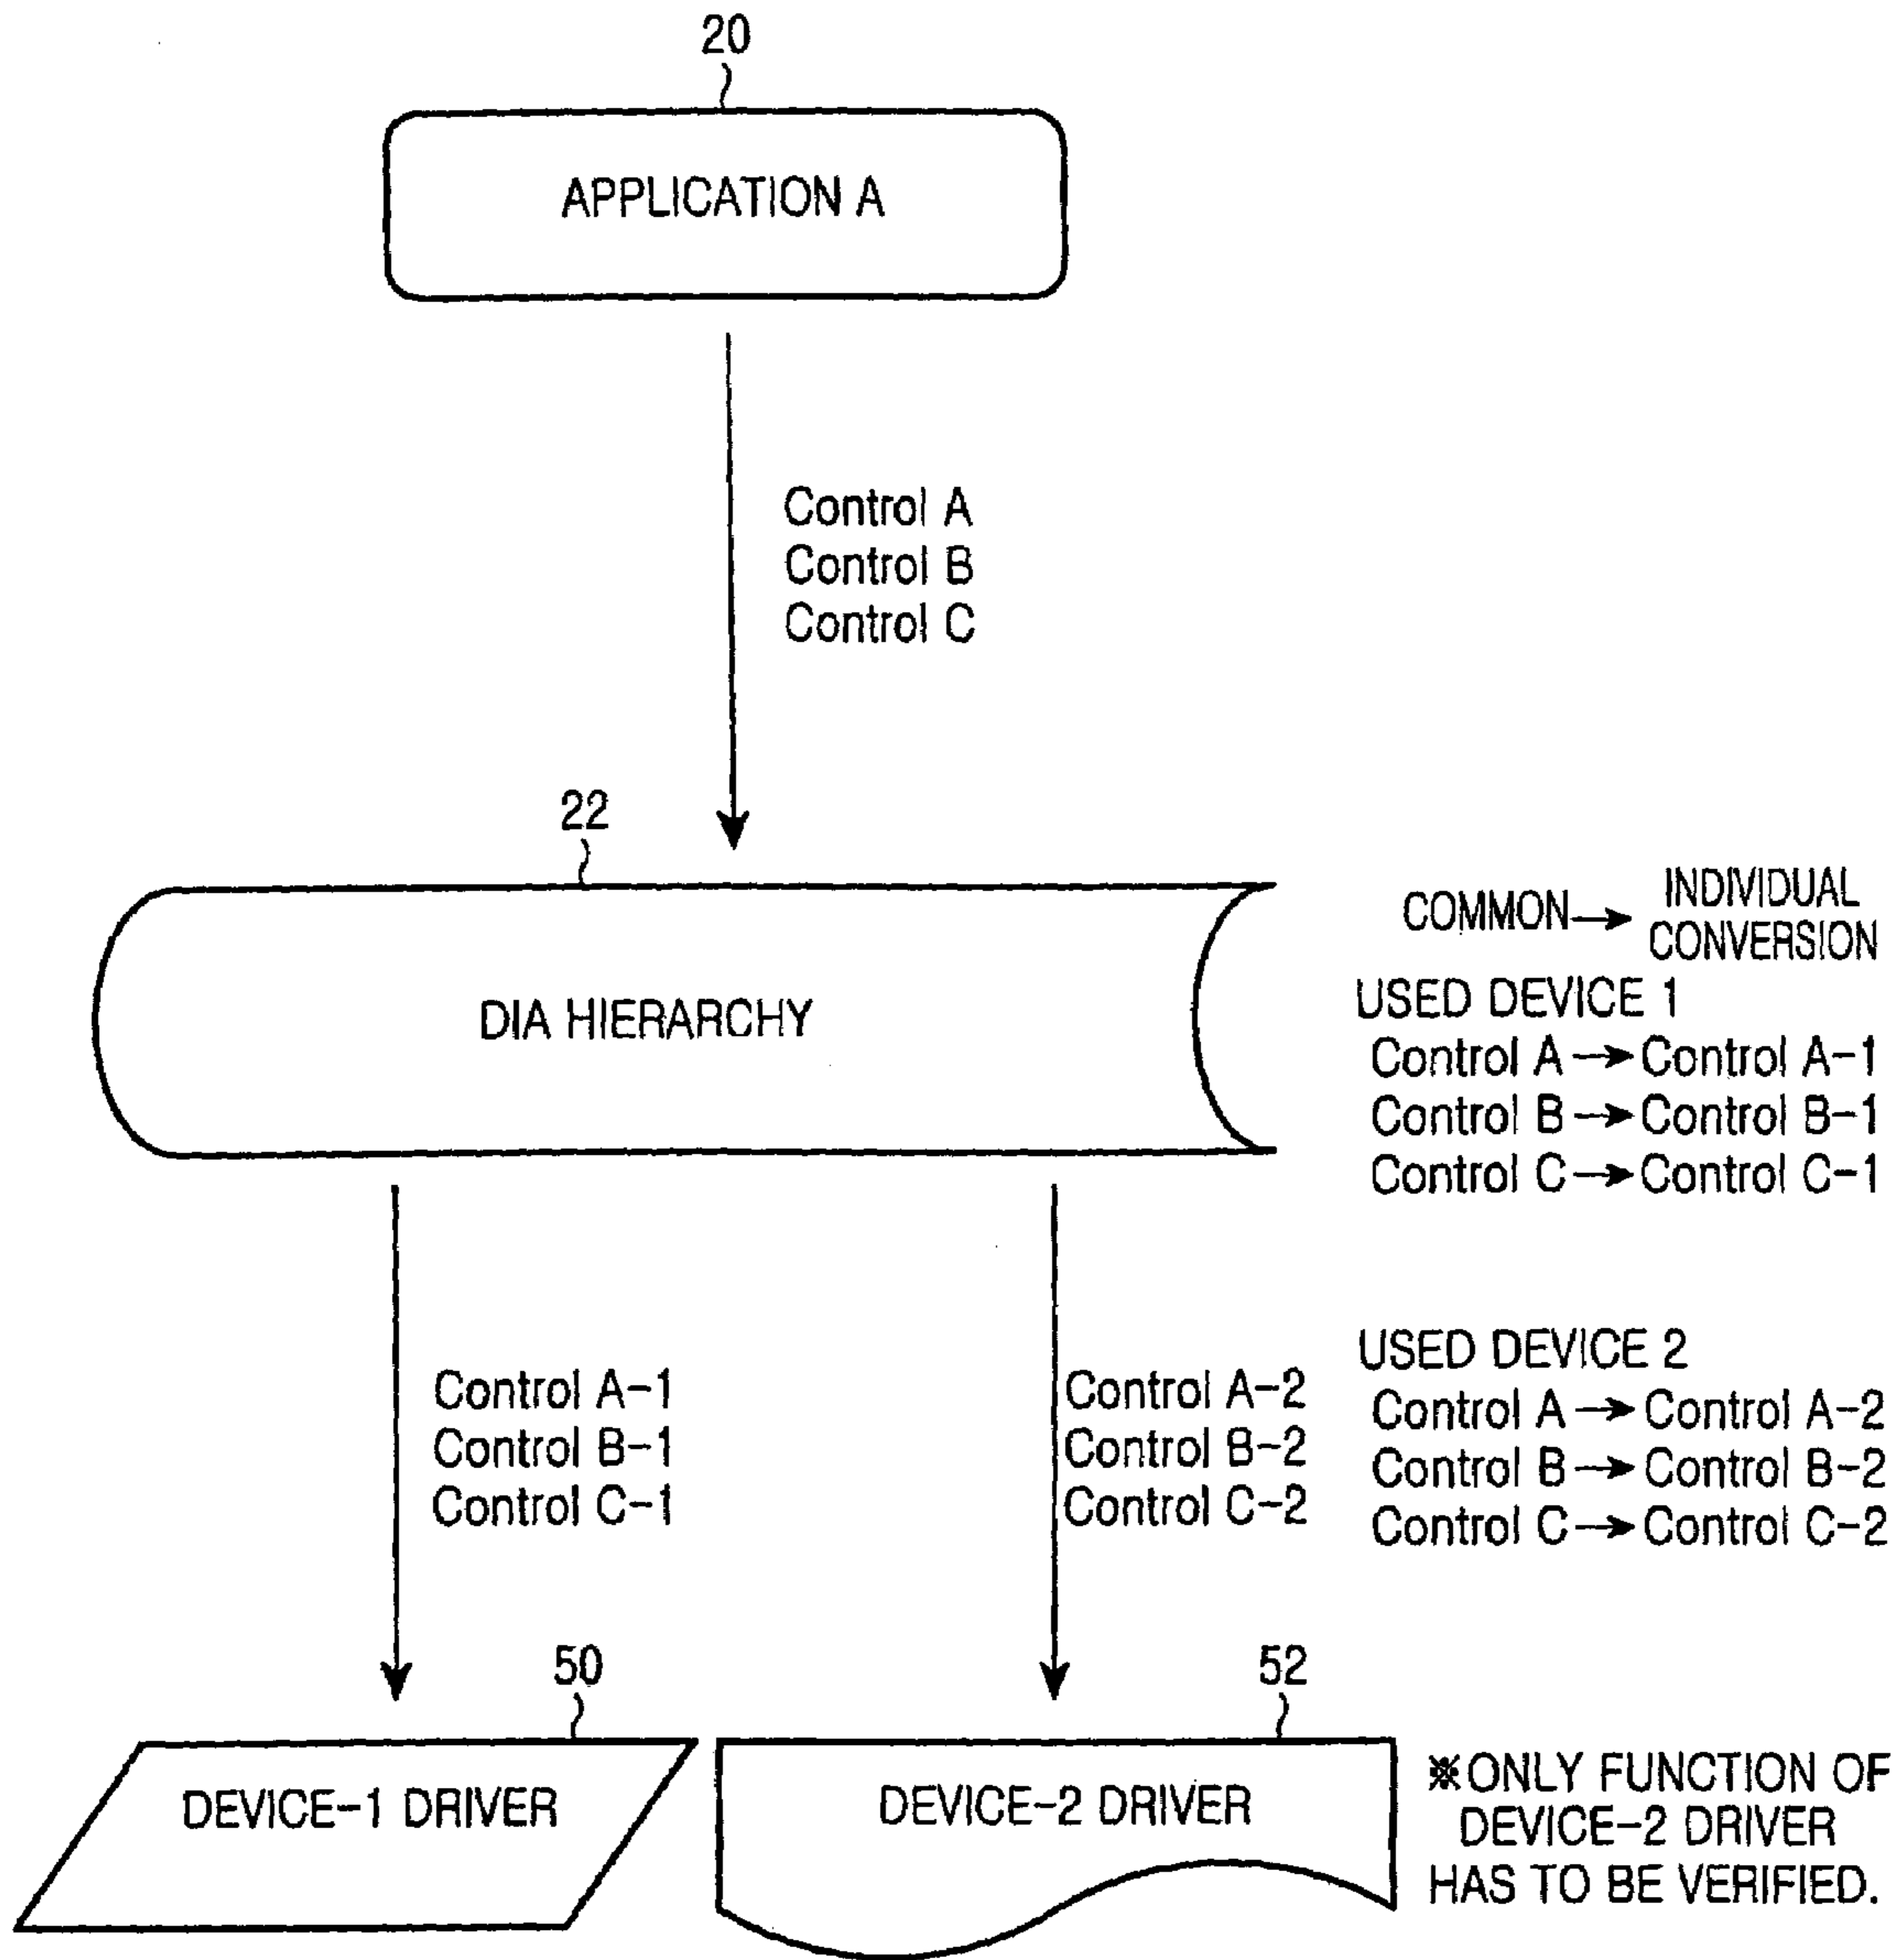 20
APPLICATION A
Control A
Control B
Control C
22
DIA HIERARCHY
COMMON → INDIVIDUAL
CONVERSION
USED DEVICE 1
Control A → Control A-1
Control B → Control B-1
Control C → Control C-1
Control A-1
Control B-1
Control C-1
Control A-2
Control B-2
Control C-2
USED DEVICE 2
Control A → Control A-2
Control B → Control B-2
Control C → Control C-2
50
DEVICE-1 DRIVER
52
DEVICE-2 DRIVER
※ONLY FUNCTION OF
DEVICE-2 DRIVER
HAS TO BE VERIFIED.